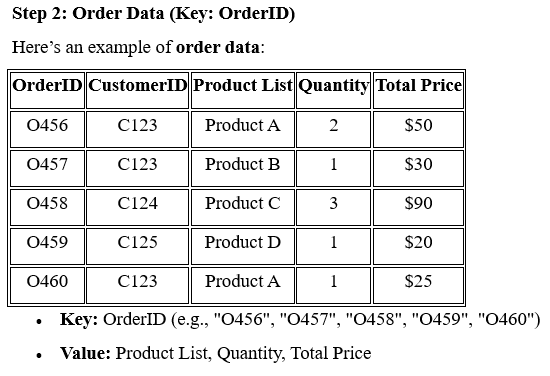 Step 2: Order Data (Key: OrderID)
Here’s an example of order data:
OrderID CustomerID Product List Quantity Total Price
O456 C123 Product A 2 $50
O457 C123 Product B 1 $30
O458 C124 Product C 3 $90
O459 C125 Product D 1 $20
O460 C123 Product A 1 $25
• Key: OrderID (e.g., "O456", "O457", "O458", "O459", "O460")
• Value: Product List, Quantity, Total Price